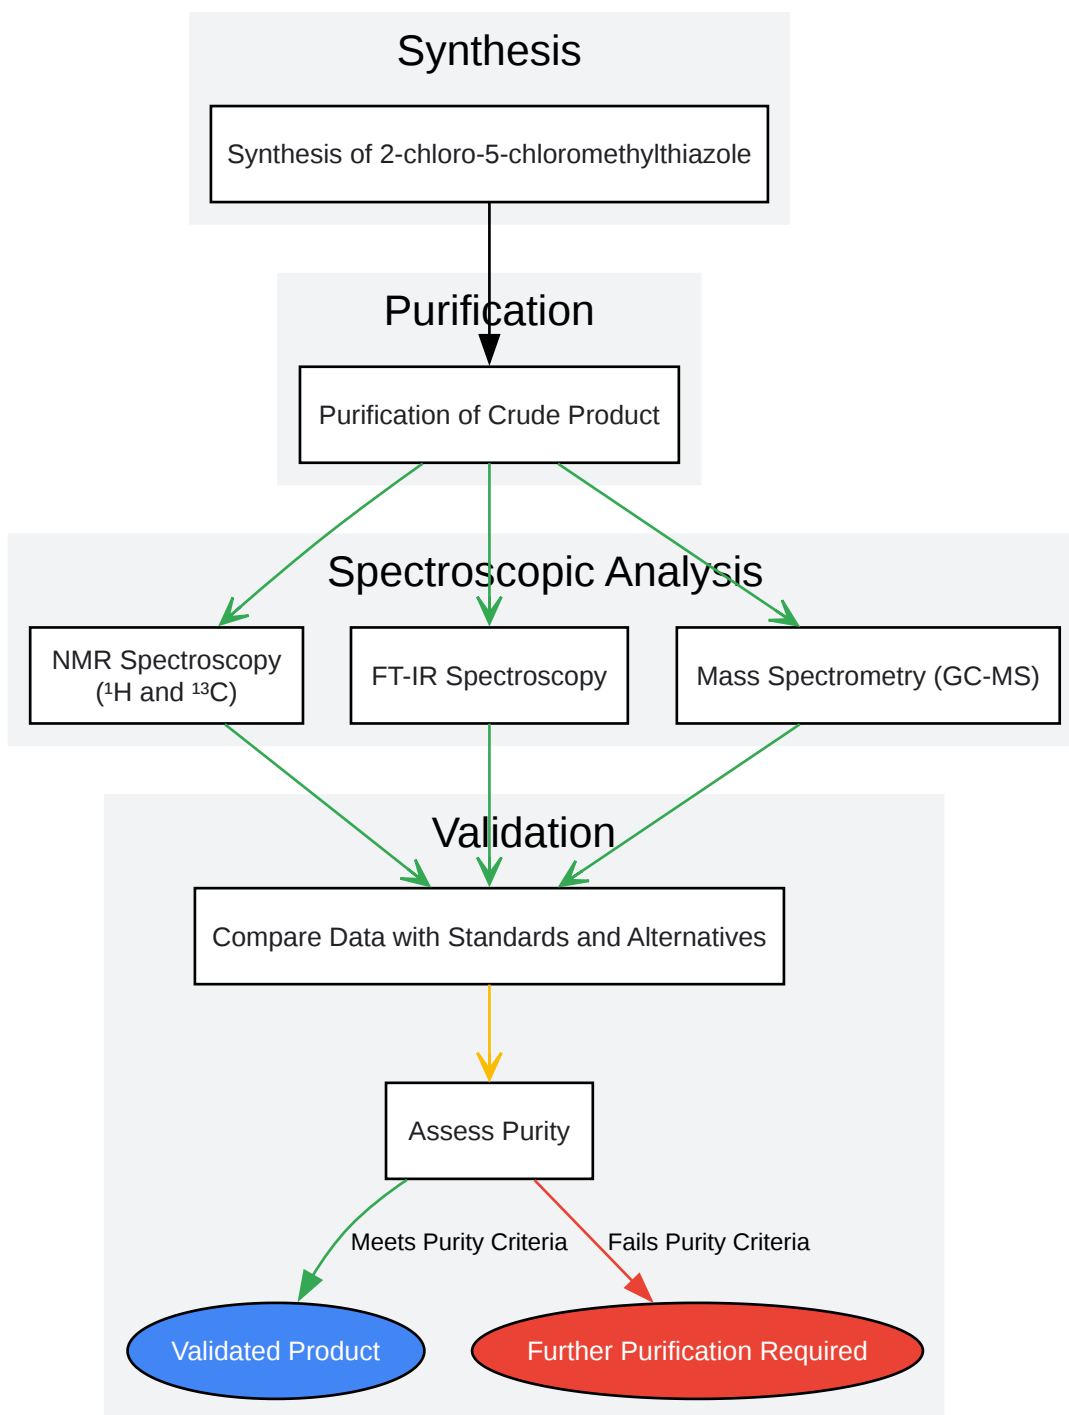 Synthesis
Synthesis of 2-chloro-5-chloromethylthiazole
Purification
Purification of Crude Product
Spectroscopic Analysis
NMR Spectroscopy
(¹H and ¹³C)
FT-IR Spectroscopy
Mass Spectrometry (GC-MS)
Validation
Compare Data with Standards and Alternatives
Assess Purity
Meets Purity Criteria
Fails Purity Criteria
Validated Product
Further Purification Required